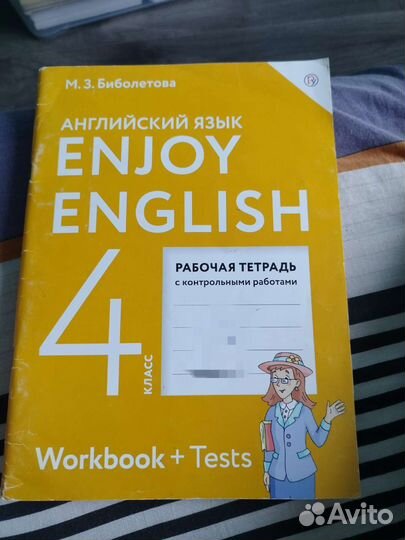 М. З. Биболетова
АНГЛИЙСКИЙ ЯЗЫК
ENJOY
ENGLISH
4
КЛАСС
РАБОЧАЯ ТЕТРАДЬ
с контрольными работами
Workbook + Tests
Avito